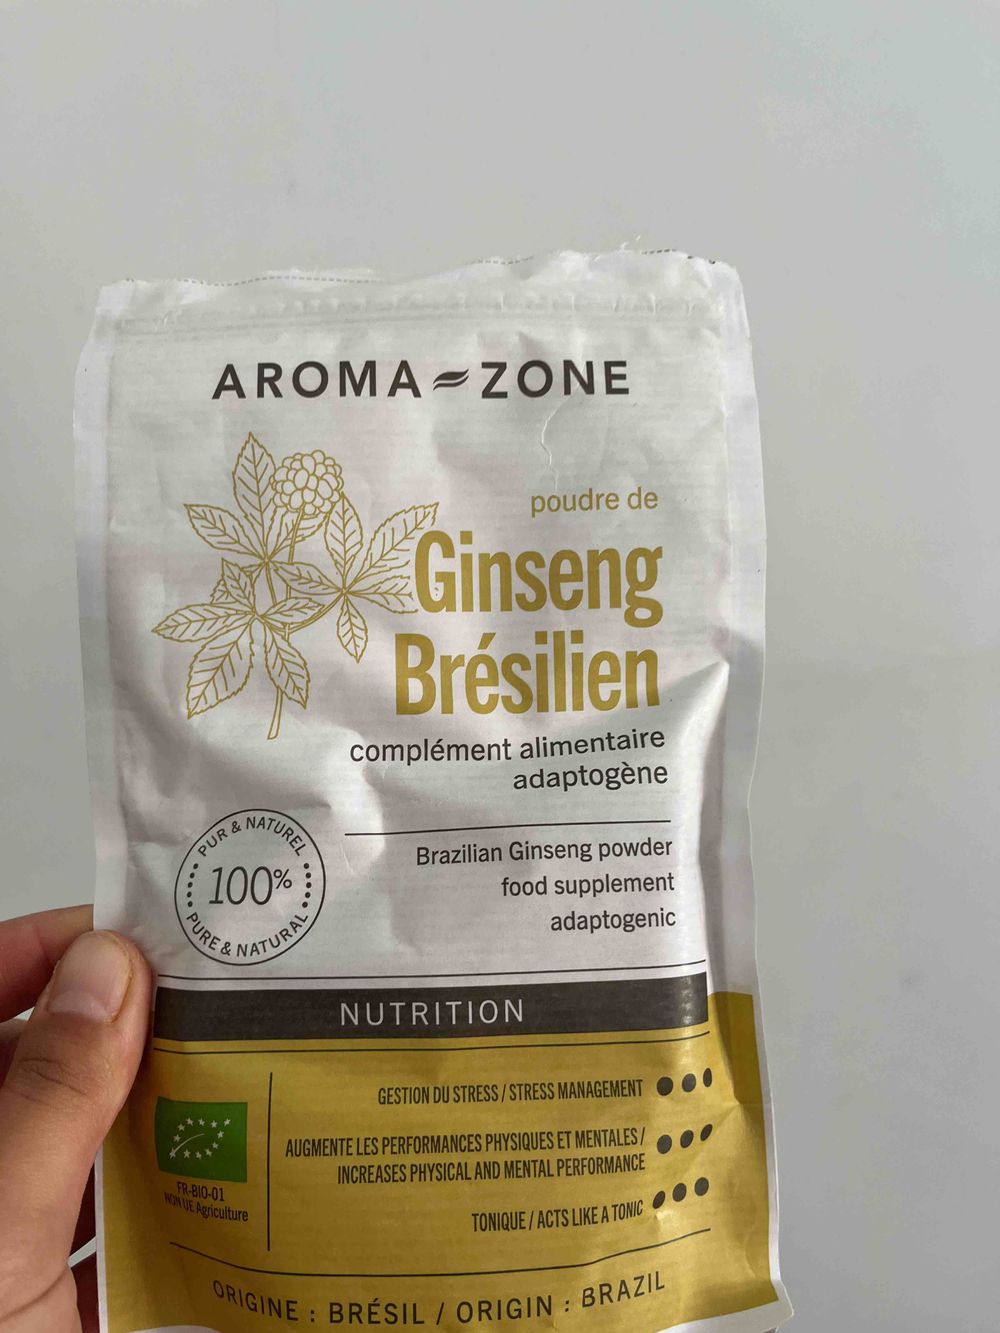 AROMA-ZONE
poudre de
Ginseng
Brésilien
complément alimentaire
adaptogène
PUR & NATUREL
100%
PURE & NATURAL
Brazilian Ginseng powder
food supplement
adaptogenic
NUTRITION
GESTION DU STRESS / STRESS MANAGEMENT
AUGMENTE LES PERFORMANCES PHYSIQUES ET MENTALES /
INCREASES PHYSICAL AND MENTAL PERFORMANCE
TONIQUE / ACTS LIKE A TONIC
FR-BIO-01
NON UE Agriculture
ORIGINE : BRÉSIL / ORIGIN : BRAZIL